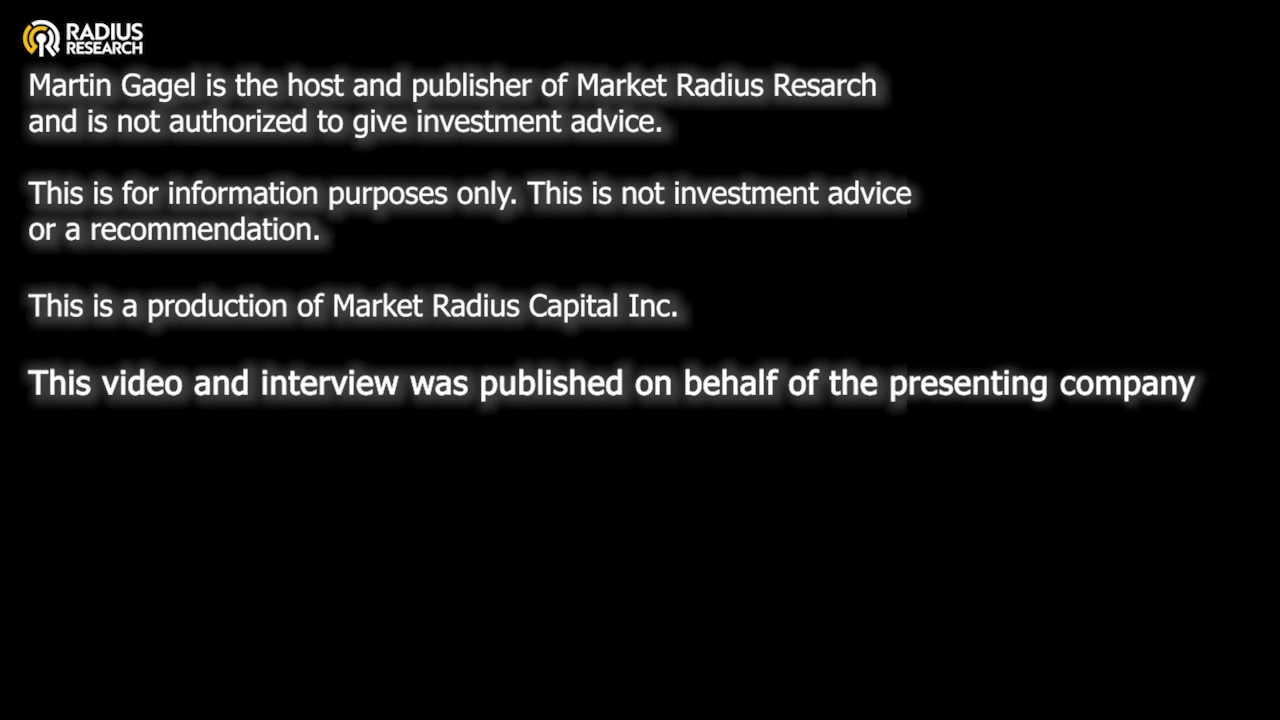 RADIUS
RESEARCH
Martin Gagel is the host and publisher of Market Radius Resarch
and is not authorized to give investment advice.
This is for information purposes only. This is not investment advice
or a recommendation.
This is a production of Market Radius Capital Inc.
This video and interview was published on behalf of the presenting company